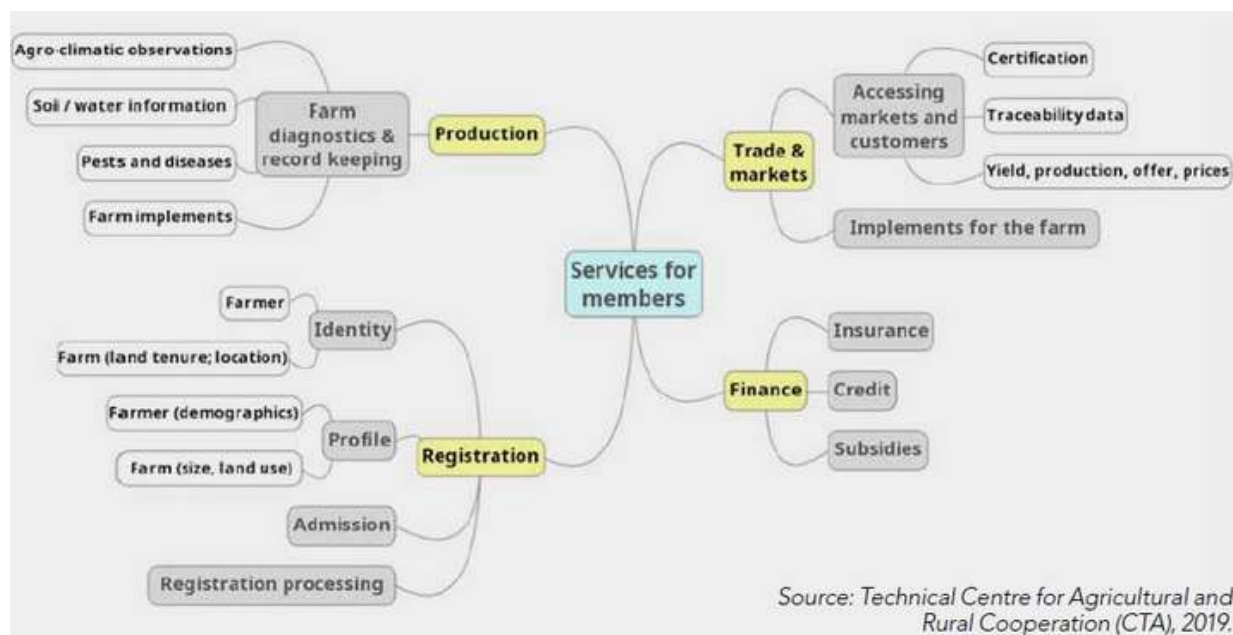 Agro-climatic observations
Soil / water information
Pests and diseases
Farm implements
Farm
diagnostics &
record keeping
Production
Farmer
Farm (land tenure; location)
Identity
Farmer (demographics)
Farm (size, land use)
Profile
Admission
Registration processing
Registration
Services for
members
Trade &
markets
Accessing
markets and
customers
Certification
Traceability data
Yield, production, offer, prices
Implements for the farm
Finance
Insurance
Credit
Subsidies
Source: Technical Centre for Agricultural and
Rural Cooperation (CTA), 2019.